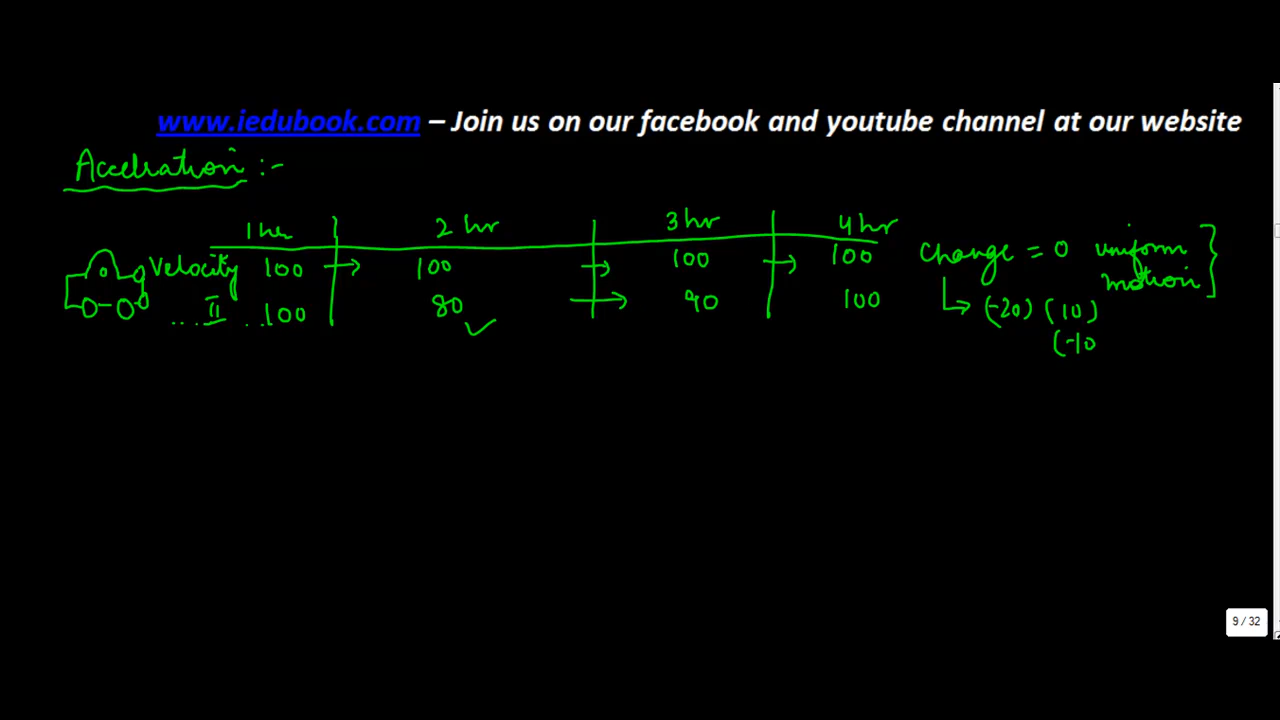 www.iedubook.com – Join us on our facebook and youtube channel at our website
Accelration :-
1 hr 2 hr 3 hr 4 hr
Velocity 100 → 100 → 100 → 100 change = 0 uniform motion
II 100 80 → 90 100 (-20) (10)
(-10
9 / 32